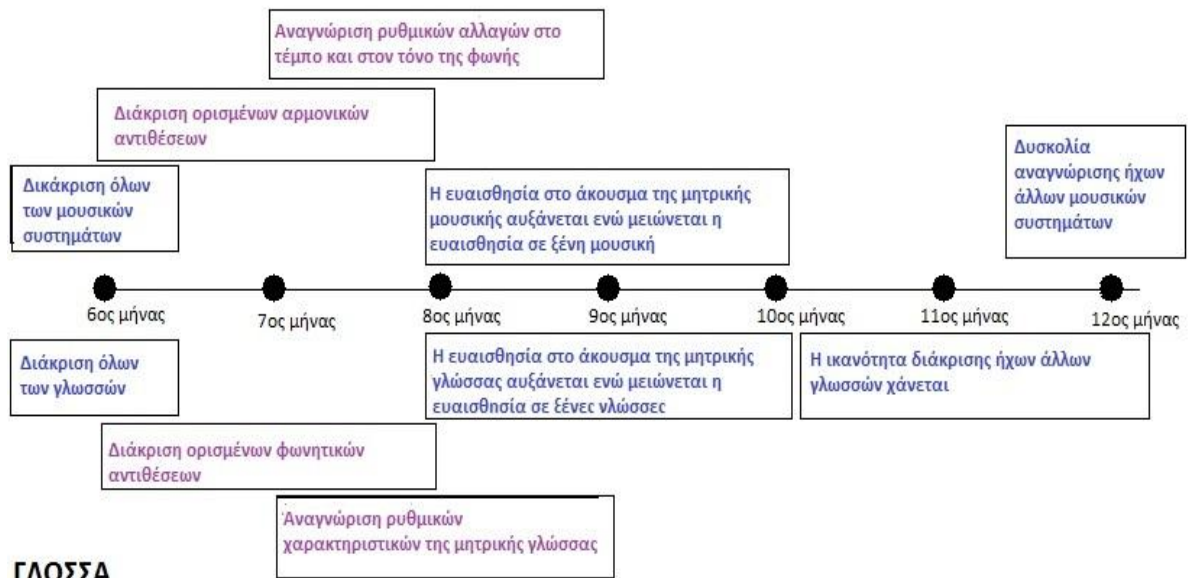 Αναγνώριση ρυθμικών αλλαγών στο
τέμπο και στον τόνο της φωνής
Διάκριση ορισμένων αρμονικών
αντιθέσεων
Δικάκριση όλων
των μουσικών
συστημάτων
Η ευαισθησία στο άκουσμα της μητρικής
μουσικής αυξάνεται ενώ μειώνεται η
ευαισθησία σε ξένη μουσική
Δυσκολία
αναγνώρισης ήχων
άλλων μουσικών
συστημάτων
6ος μήνας
7ος μήνας
8ος μήνας
9ος μήνας
10ος μήνας
11ος μήνας
12ος μήνας
Διάκριση όλων
των γλωσσών
Η ευαισθησία στο άκουσμα της μητρικής
γλώσσας αυξάνεται ενώ μειώνεται η
ευαισθησία σε ξένες γλώσσες
Η ικανότητα διάκρισης ήχων άλλων
γλωσσών χάνεται
Διάκριση ορισμένων φωνητικών
αντιθέσεων
Αναγνώριση ρυθμικών
χαρακτηριστικών της μητρικής γλώσσας
ΓΛΩΣΣΑ